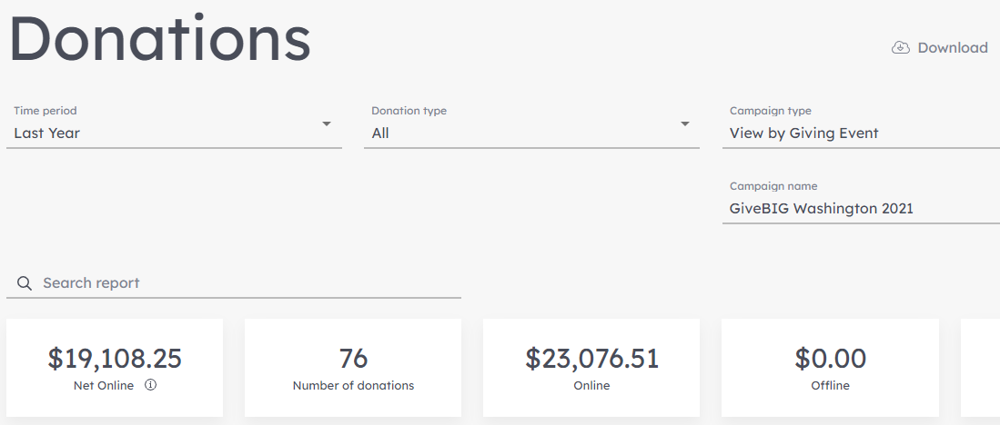 Donations
Download
Time period
Last Year
Donation type
All
Campaign type
View by Giving Event
Campaign name
GiveBIG Washington 2021
Search report
$19,108.25
Net Online
76
Number of donations
$23,076.51
Online
$0.00
Offline